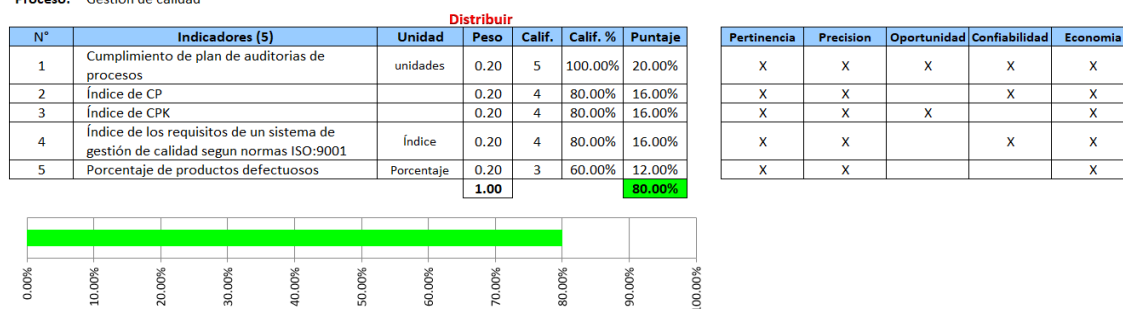 Proceso: Gestión de calidad
Distribuir
N° Indicadores (5) Unidad Peso Calif. Calif. % Puntaje Pertinencia Precision Oportunidad Confiabilidad Economia
1 Cumplimiento de plan de auditorias de procesos unidades 0.20 5 100.00% 20.00% X X X X X
2 Índice de CP 0.20 4 80.00% 16.00% X X X X
3 Índice de CPK 0.20 4 80.00% 16.00% X X X X
4 Índice de los requisitos de un sistema de gestión de calidad segun normas ISO:9001 Índice 0.20 4 80.00% 16.00% X X X X
5 Porcentaje de productos defectuosos Porcentaje 0.20 3 60.00% 12.00% X X X
1.00 80.00%
0.00% 10.00% 20.00% 30.00% 40.00% 50.00% 60.00% 70.00% 80.00% 90.00% 100.00%